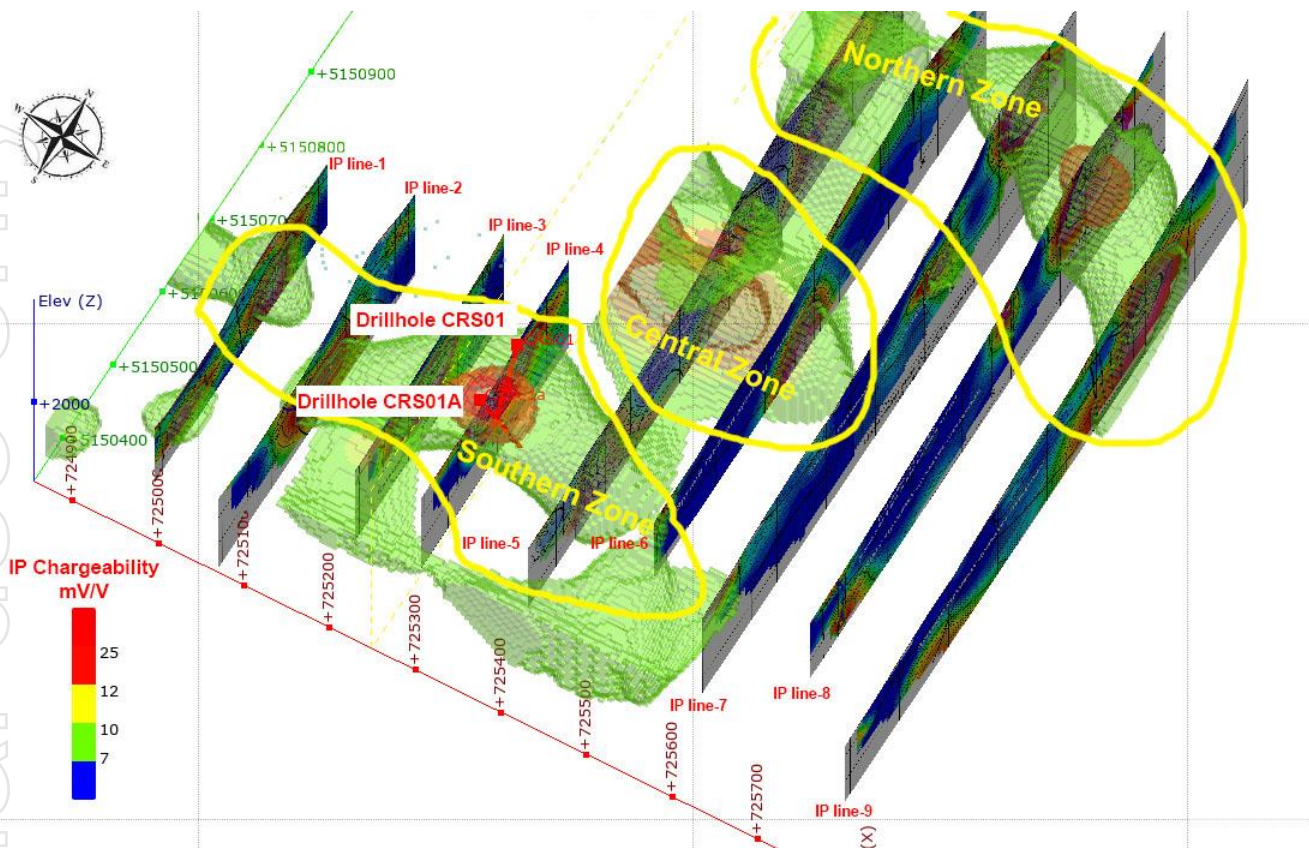 Northern Zone
N
W
E
S
+5150900
+5150800
IP line-1
IP line-2
+515070
IP line-3
IP line-4
Elev (Z)
Drillhole CRS01
Central Zone
+5150500
Drillhole CRS01A
+2000
5150400
Southern Zone
+724900
+725000
IP line-5
IP line-6
+725200
IP Chargeability
mV/V
+725300
25
+725400
12
10
7
+725500
IP line-7
IP line-8
+725600
+725700
IP line-9
(X)